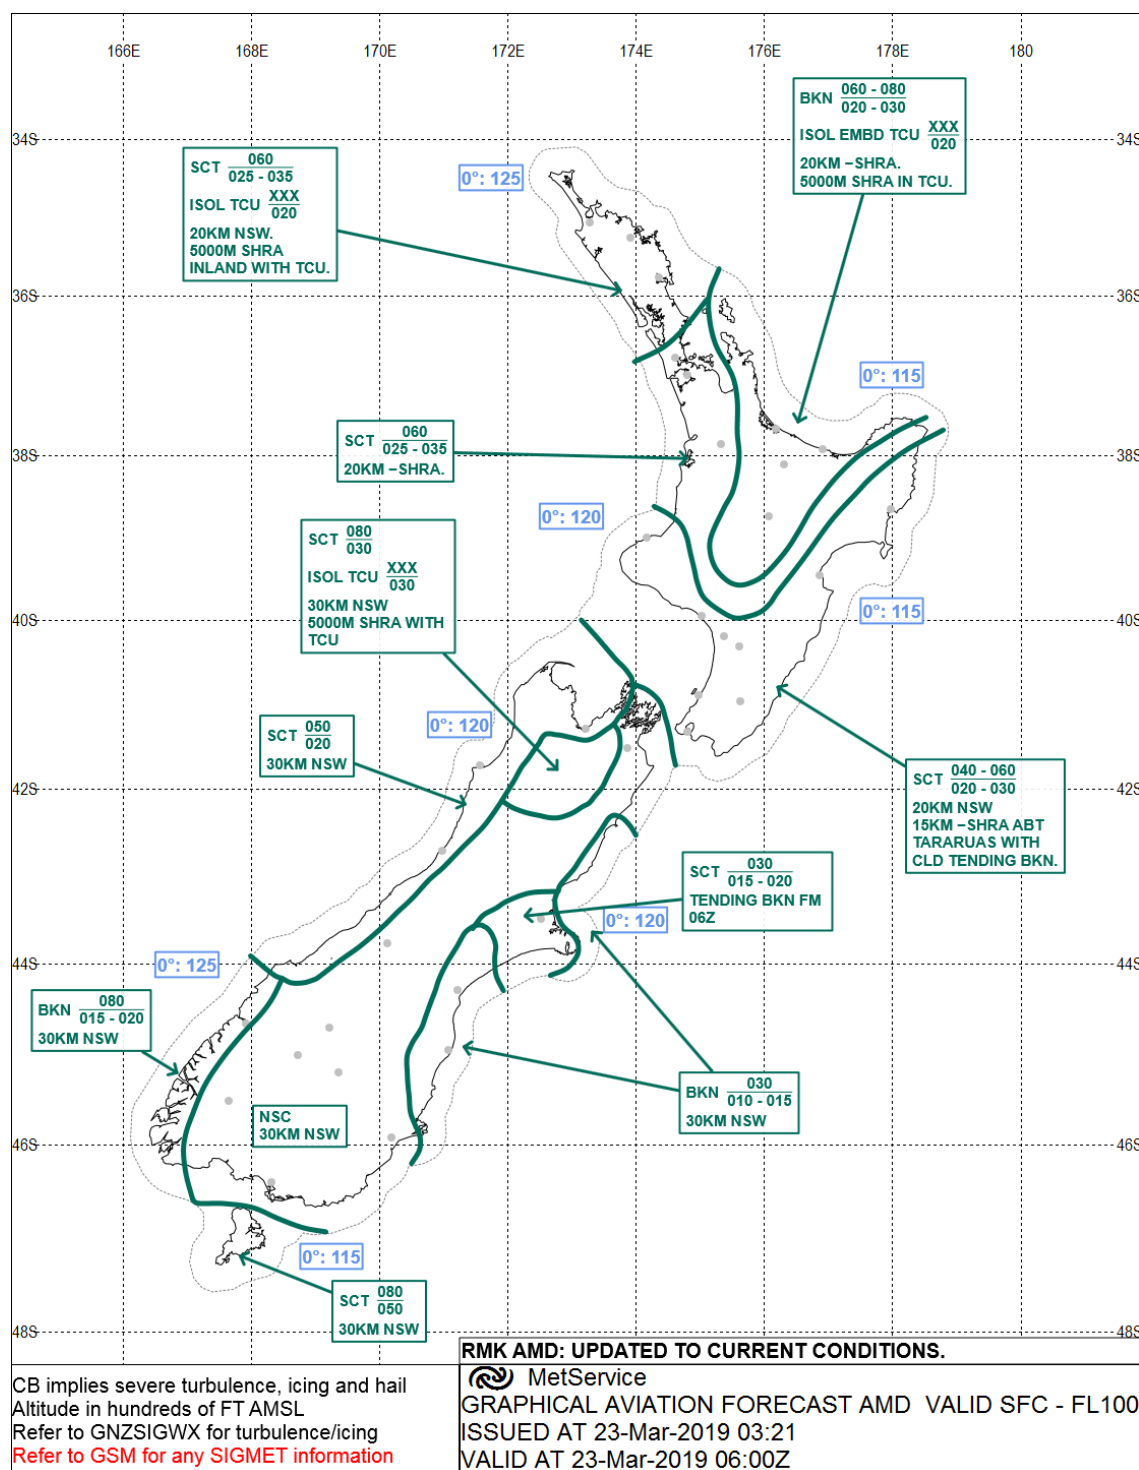 166E 168E 170E 172E 174E 176E 178E 180
34S 34S
36S 36S
38S 38S
40S 40S
42S 42S
44S 44S
46S 46S
48S 48S
SCT 060
025 - 035
ISOL TCU XXX
020
20KM NSW.
5000M SHRA
INLAND WITH TCU.
0°: 125
BKN 060 - 080
020 - 030
ISOL EMBD TCU XXX
020
20KM –SHRA.
5000M SHRA IN TCU.
0°: 115
SCT 060
025 - 035
20KM –SHRA.
0°: 120
SCT 080
030
ISOL TCU XXX
030
30KM NSW
5000M SHRA WITH
TCU
0°: 115
SCT 050
020
30KM NSW
0°: 120
SCT 040 - 060
020 - 030
20KM NSW
15KM –SHRA ABT
TARARUAS WITH
CLD TENDING BKN.
SCT 030
015 - 020
TENDING BKN FM
06Z
0°: 120
0°: 125
BKN 080
015 - 020
30KM NSW
BKN 030
010 - 015
30KM NSW
NSC
30KM NSW
0°: 115
SCT 080
050
30KM NSW
RMK AMD: UPDATED TO CURRENT CONDITIONS.
CB implies severe turbulence, icing and hail
Altitude in hundreds of FT AMSL
Refer to GNZSIGWX for turbulence/icing
Refer to GSM for any SIGMET information
MetService
GRAPHICAL AVIATION FORECAST AMD VALID SFC - FL100
ISSUED AT 23-Mar-2019 03:21
VALID AT 23-Mar-2019 06:00Z